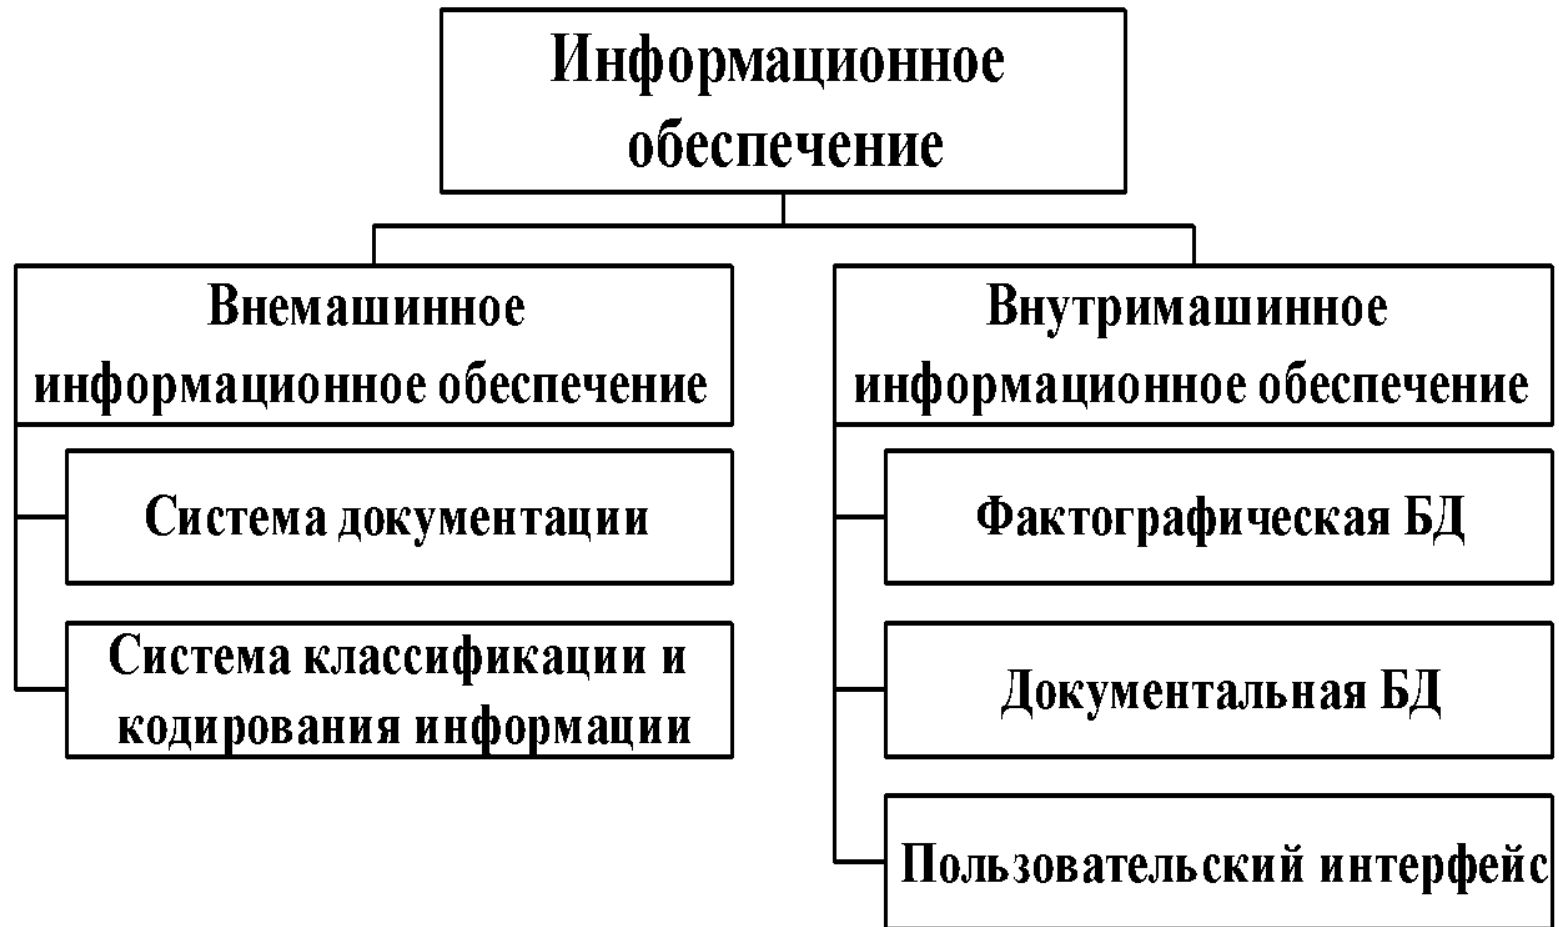 Информационное
обеспечение
Внемашинное
информационное обеспечение
Система документации
Система классификации и
кодирования информации
Внутримашинное
информационное обеспечение
Фактографическая БД
Документальная БД
Пользовательский интерфейс